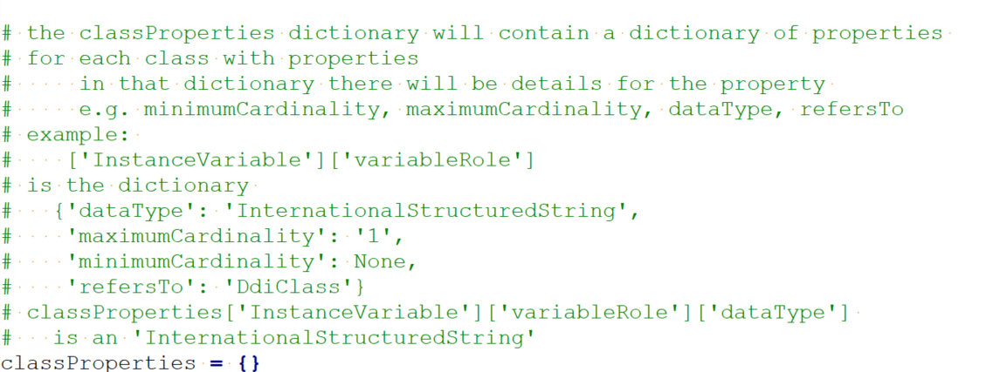 # the classProperties dictionary will contain a dictionary of properties
# for each class with properties
#     in that dictionary there will be details for the property
#     e.g. minimumCardinality, maximumCardinality, dataType, refersTo
# example:
#    ['InstanceVariable']['variableRole']
# is the dictionary
#   {'dataType': 'InternationalStructuredString',
#    'maximumCardinality': '1',
#    'minimumCardinality': None,
#    'refersTo': 'DdiClass'}
# classProperties['InstanceVariable']['variableRole']['dataType']
#   is an 'InternationalStructuredString'
classProperties = {}